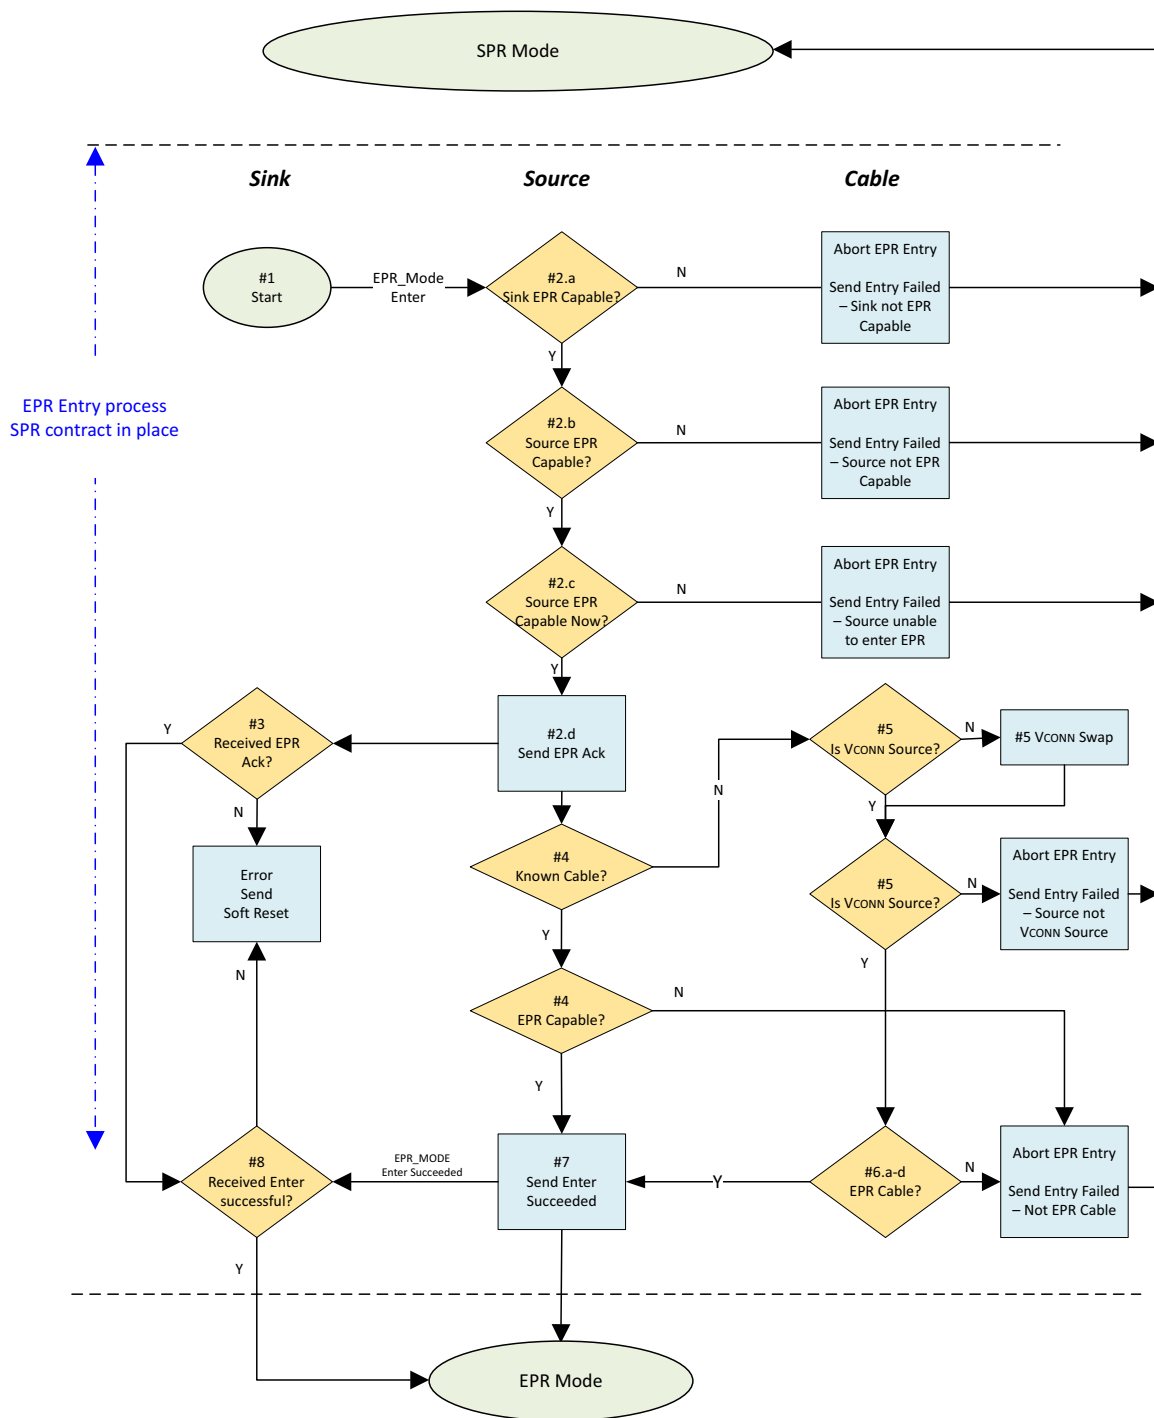 SPR Mode
Sink
Source
Cable
#1
Start
EPR_Mode
Enter
#2.a
Sink EPR Capable?
N
Abort EPR Entry
Send Entry Failed
– Sink not EPR
Capable
Y
EPR Entry process
SPR contract in place
#2.b
Source EPR
Capable?
N
Abort EPR Entry
Send Entry Failed
– Source not EPR
Capable
Y
#2.c
Source EPR
Capable Now?
N
Abort EPR Entry
Send Entry Failed
– Source unable
to enter EPR
Y
Y
#3
Received EPR
Ack?
#2.d
Send EPR Ack
#5
Is VCONN Source?
N
#5 VCONN Swap
N
N
Y
Error
Send
Soft Reset
#4
Known Cable?
#5
Is VCONN Source?
N
Abort EPR Entry
Send Entry Failed
– Source not
VCONN Source
Y
Y
N
#4
EPR Capable?
N
Y
#8
Received Enter
successful?
EPR_MODE
Enter Succeeded
#7
Send Enter
Succeeded
Y
#6.a-d
EPR Cable?
N
Abort EPR Entry
Send Entry Failed
– Not EPR Cable
Y
EPR Mode